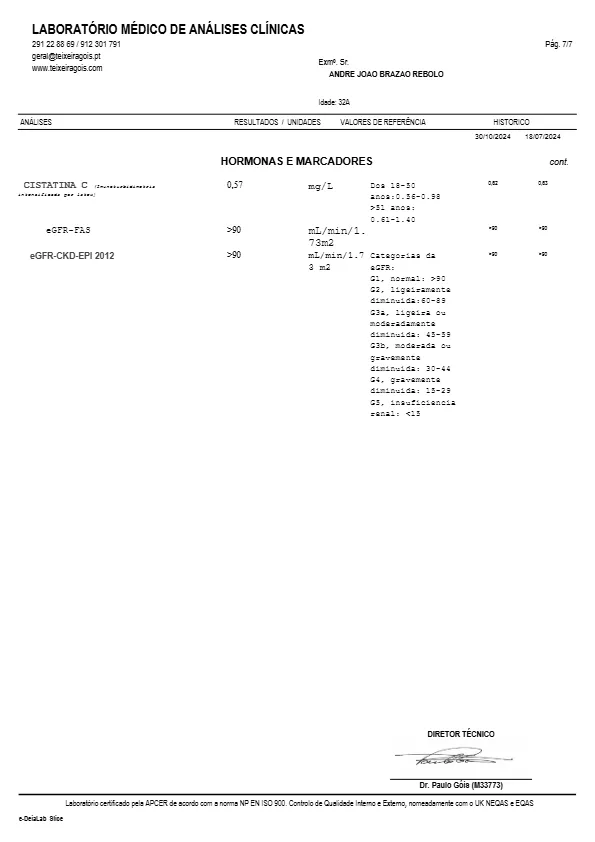 LABORATÓRIO MÉDICO DE ANÁLISES CLÍNICAS
291 22 88 69 / 912 301 791
Pág. 7/7
geral@teixeiragois.pt
www.teixeiragois.com
Exmº. Sr.
ANDRE JOAO BRAZAO REBOLO
Idade: 32A
ANÁLISES RESULTADOS / UNIDADES VALORES DE REFERÊNCIA HISTORICO
30/10/2024 18/07/2024
HORMONAS E MARCADORES cont.
CISTATINA C (Imunoturbidimetria 0,57 mg/L Dos 18-50 0,62 0,63
intensificado por latex) anos:0.56-0.98
>51 anos:
0.61-1.40
eGFR-FAS >90 mL/min/1. >90 >90
73m2
eGFR-CKD-EPI 2012 >90 mL/min/1.7 Categorias da >90 >90
3 m2 eGFR:
G1, normal: >90
G2, ligeiramente
diminuida:60-89
G3a, ligeira ou
moderadamente
diminuida: 45-59
G3b, moderada ou
gravemente
diminuida: 30-44
G4, gravemente
diminuida: 15-29
G5, insuficiencia
renal: <15
DIRETOR TÉCNICO
Dr. Paulo Góis (M33773)
Laboratório certificado pela APCER de acordo com a norma NP EN ISO 900. Controlo de Qualidade Interno e Externo, nomeadamente com o UK NEQAS e EQAS
e-DeiaLab Slice